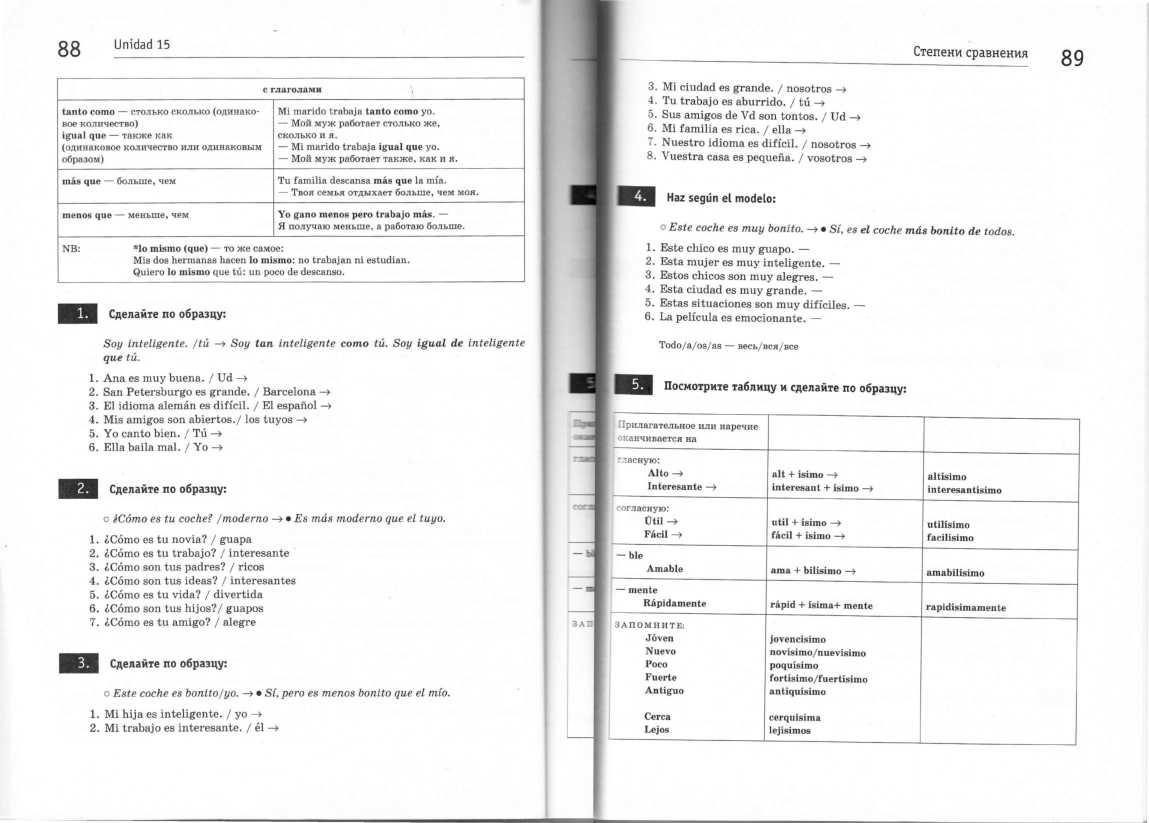 88
Unidad 15
с глаголами
tanto como — столько сколько (одинако-
вое количество)
igual que — также как
(одинаковое количество или одинаковым
образом)
Mi marido trabaja tanto como yo.
— Мой муж работает столько же,
сколько и я.
— Mi marido trabaja igual que yo.
— Мой муж работает также, как и я.
más que — больше, чем
Tu familia descansa más que la mía.
— Твоя семья отдыхает больше, чем моя.
menos que — меньше, чем
Yo gano menos pero trabajo más. —
Я получаю меньше, а работаю больше.
NB: *lo mismo (que) — то же самое:
Mis dos hermanas hacen lo mismo: no trabajan ni estudian.
Quiero lo mismo que tú: un poco de descanso.
1. Сделайте по образцу:
Soy inteligente. /tú → Soy tan inteligente como tú. Soy igual de inteligente
que tú.
1. Ana es muy buena. / Ud →
2. San Petersburgo es grande. / Barcelona →
3. El idioma alemán es difícil. / El español →
4. Mis amigos son abiertos./ los tuyos →
5. Yo canto bien. / Tú →
6. Ella baila mal. / Yo →
2. Сделайте по образцу:
○ ¿Cómo es tu coche? /moderno → ● Es más moderno que el tuyo.
1. ¿Cómo es tu novia? / guapa
2. ¿Cómo es tu trabajo? / interesante
3. ¿Cómo son tus padres? / ricos
4. ¿Cómo son tus ideas? / interesantes
5. ¿Cómo es tu vida? / divertida
6. ¿Cómo son tus hijos?/ guapos
7. ¿Cómo es tu amigo? / alegre
3. Сделайте по образцу:
○ Este coche es bonito/yo. → ● Sí, pero es menos bonito que el mío.
1. Mi hija es inteligente. / yo →
2. Mi trabajo es interesante. / él →
Степени сравнения
89
3. Mi ciudad es grande. / nosotros →
4. Tu trabajo es aburrido. / tú →
5. Sus amigos de Vd son tontos. / Ud →
6. Mi familia es rica. / ella →
7. Nuestro idioma es difícil. / nosotros →
8. Vuestra casa es pequeña. / vosotros →
4. Haz según el modelo:
○ Este coche es muy bonito. → ● Sí, es el coche más bonito de todos.
1. Este chico es muy guapo. —
2. Esta mujer es muy inteligente. —
3. Estos chicos son muy alegres. —
4. Esta ciudad es muy grande. —
5. Estas situaciones son muy difíciles. —
6. La película es emocionante. —
Todo/a/os/as — весь/вся/все
5. Посмотрите таблицу и сделайте по образцу:
Прилагательное или наречие
оканчивается на
гласную:
Alto → alt + ísimo → altísimo
Interesante → interesant + ísimo → interesantísimo
согласную:
Útil → util + ísimo → utilísimo
Fácil → fácil + ísimo → facilísimo
— ble
Amable ama + bilísimo → amabilísimo
— mente
Rápidamente rápid + ísima+ mente rapidísimamente
ЗАПОМНИТЕ:
Jóven jovencísimo
Nuevo novísimo/nuevísimo
Poco poquísimo
Fuerte fortísimo/fuertísimo
Antiguo antiquísimo
Cerca cerquísima
Lejos lejísimos